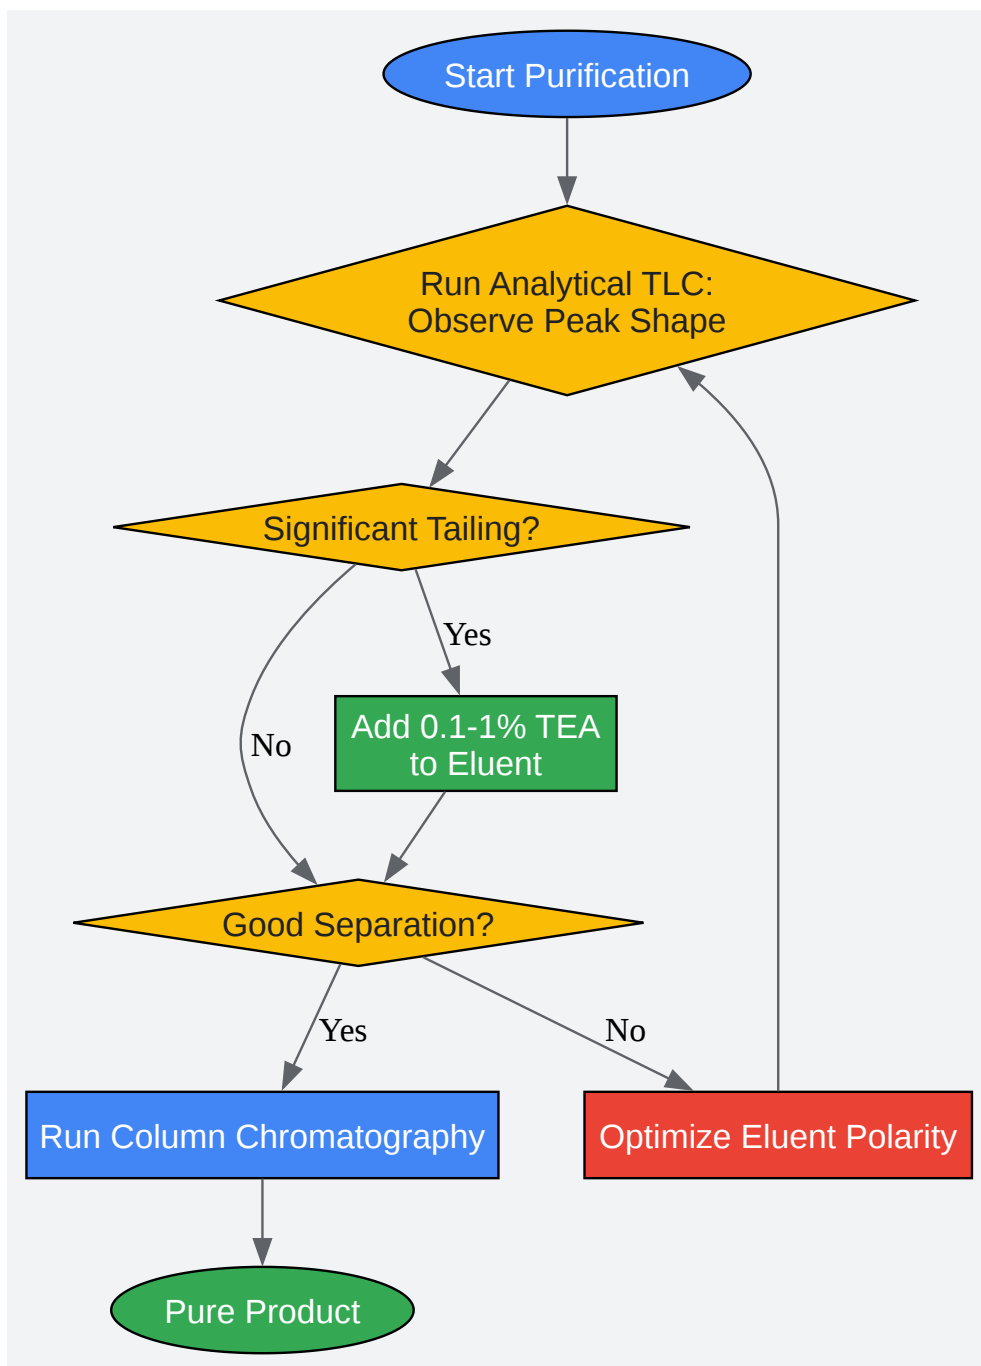 Start Purification
Run Analytical TLC:
Observe Peak Shape
Significant Tailing?
Yes
Add 0.1-1% TEA
to Eluent
No
Good Separation?
Yes
No
Run Column Chromatography
Optimize Eluent Polarity
Pure Product